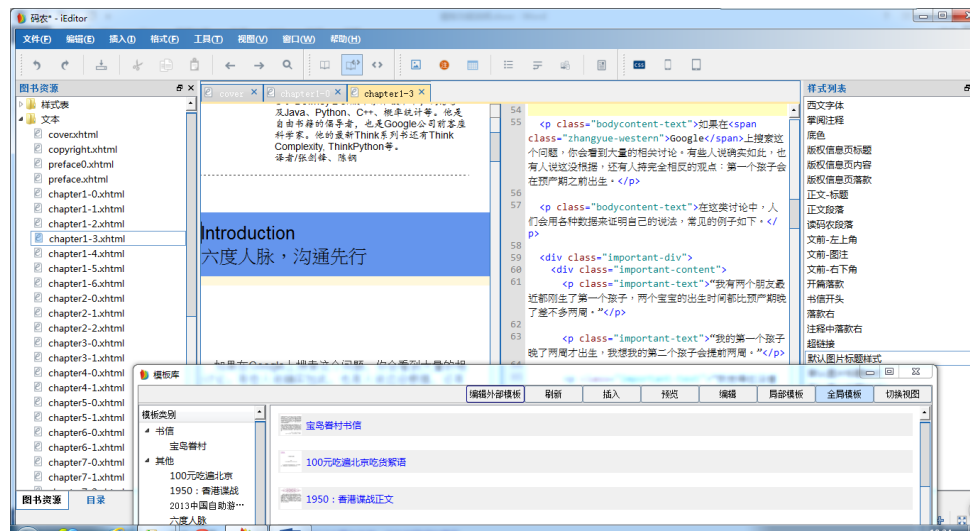 码农* - iEditor
文件(F) 编辑(E) 插入(I) 格式(F) 工具(T) 视图(V) 窗口(W) 帮助(H)
图书资源
样式表
文本
cover.xhtml
copyright.xhtml
preface0.xhtml
preface.xhtml
chapter1-0.xhtml
chapter1-1.xhtml
chapter1-2.xhtml
chapter1-3.xhtml
chapter1-4.xhtml
chapter1-5.xhtml
chapter1-6.xhtml
chapter2-0.xhtml
chapter2-1.xhtml
chapter2-2.xhtml
chapter3-0.xhtml
chapter3-1.xhtml
chapter4-0.xhtml
chapter4-1.xhtml
chapter5-0.xhtml
chapter5-1.xhtml
chapter6-0.xhtml
chapter6-1.xhtml
chapter7-0.xhtml
chapter7-1.xhtml
图书资源 目录
cover chapter1-0 chapter1-3
及Java、Python、C++、概率统计等。他是
自由书籍的倡导者，也是Google公司前客座
科学家。他的最新Think系列书还有Think
Complexity, ThinkPython等。
译者/张剑锋、陈钢
Introduction
六度人脉，沟通先行
54
55 <p class="bodycontent-text">如果在<span
class="zhangyue-western">Google</span>上搜索这
个问题，你会看到大量的相关讨论。有些人说确实如此，也
有人说这没根据，还有人持完全相反的观点：第一个孩子会
在预产期之前出生。</p>
56
57 <p class="bodycontent-text">在这类讨论中，人
们会用各种数据来证明自己的说法，常见的例子如下。</
p>
58
59 <div class="important-div">
60 <div class="important-content">
61 <p class="important-text">“我有两个朋友最
近都刚生了第一个孩子，两个宝宝的出生时间都比预产期晚
了差不多两周。”</p>
62
63 <p class="important-text">“我的第一个孩子
晚了两周才出生，我想我的第二个孩子会提前两周。”</p>
样式列表
西文字体
掌阅注释
底色
版权信息页标题
版权信息页内容
版权信息页落款
正文-标题
正文段落
读码农段落
文前-左上角
文前-图注
文前-右下角
开篇落款
书信开头
落款右
注释中落款右
超链接
默认图片标题样式
模板库
编辑外部模板 刷新 插入 预览 编辑 局部模板 全局模板 切换视图
模板类别
书信
宝岛眷村
其他
100元吃遍北京
1950：香港谍战
2013中国自助游…
六度人脉
宝岛眷村书信
100元吃遍北京吃货絮语
1950：香港谍战正文